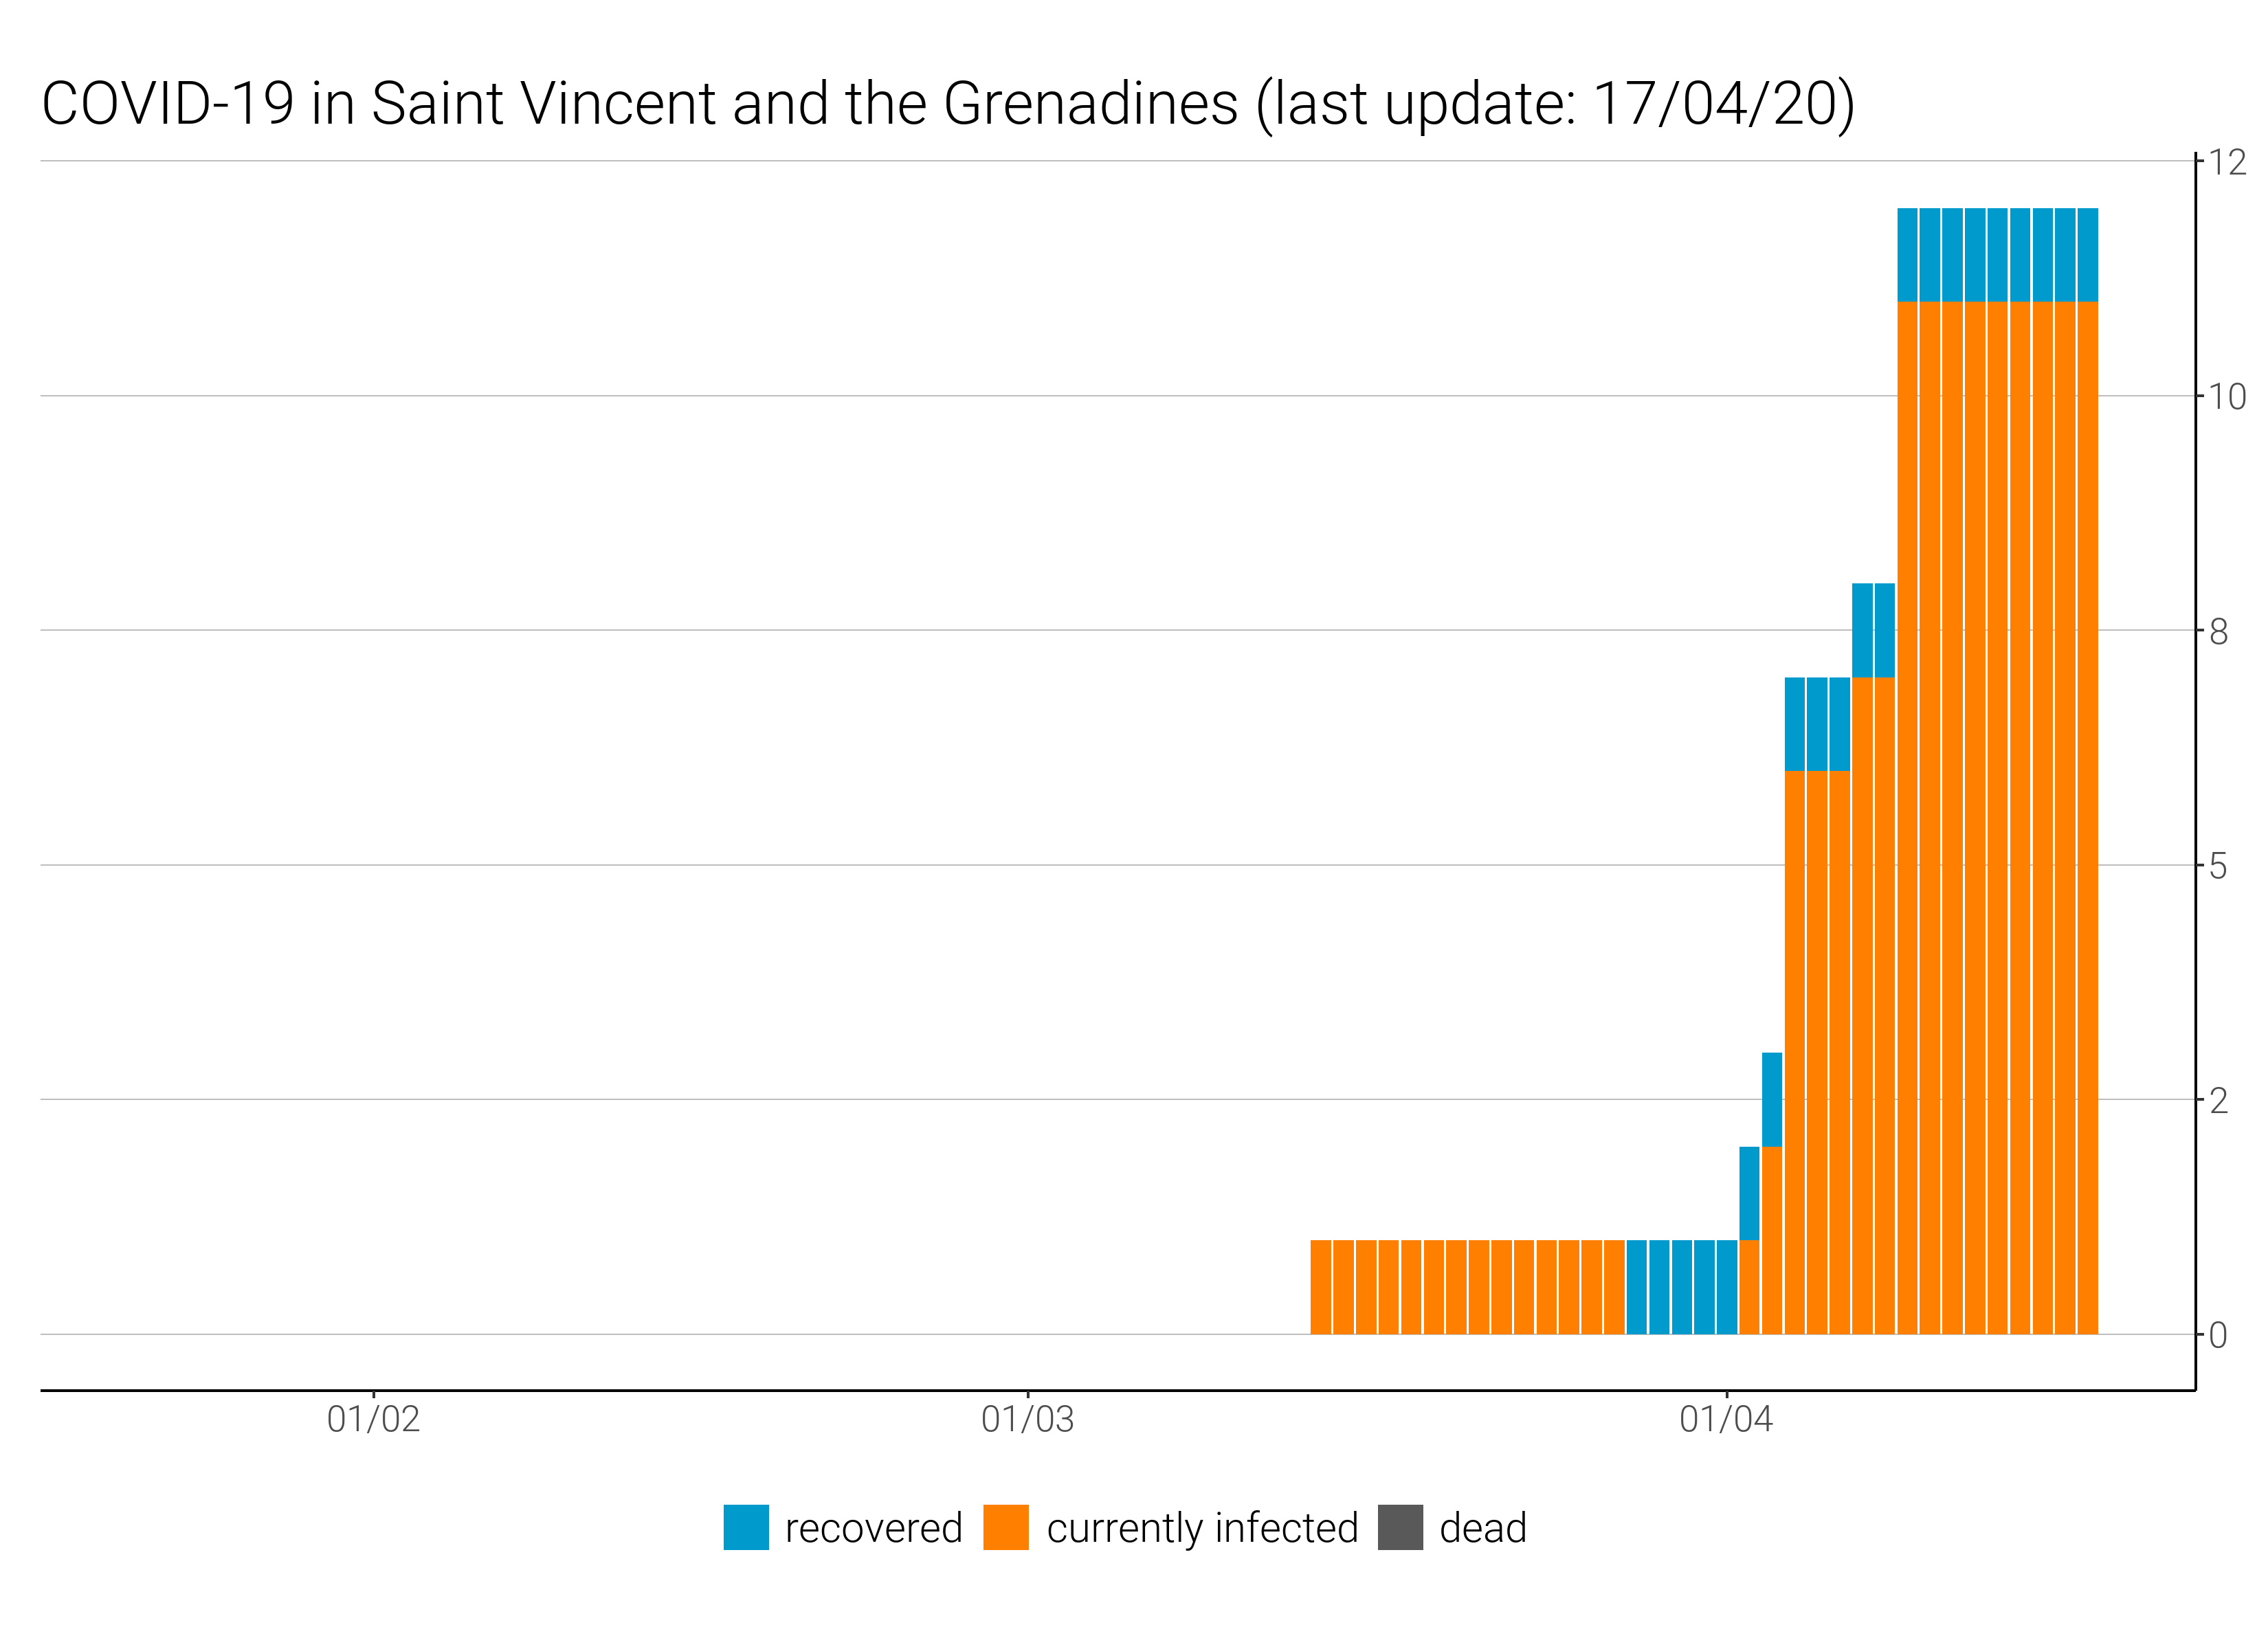 COVID-19 in Saint Vincent and the Grenadines (last update: 17/04/20)
12
10
8
5
2
0
01/02 01/03 01/04
recovered currently infected dead